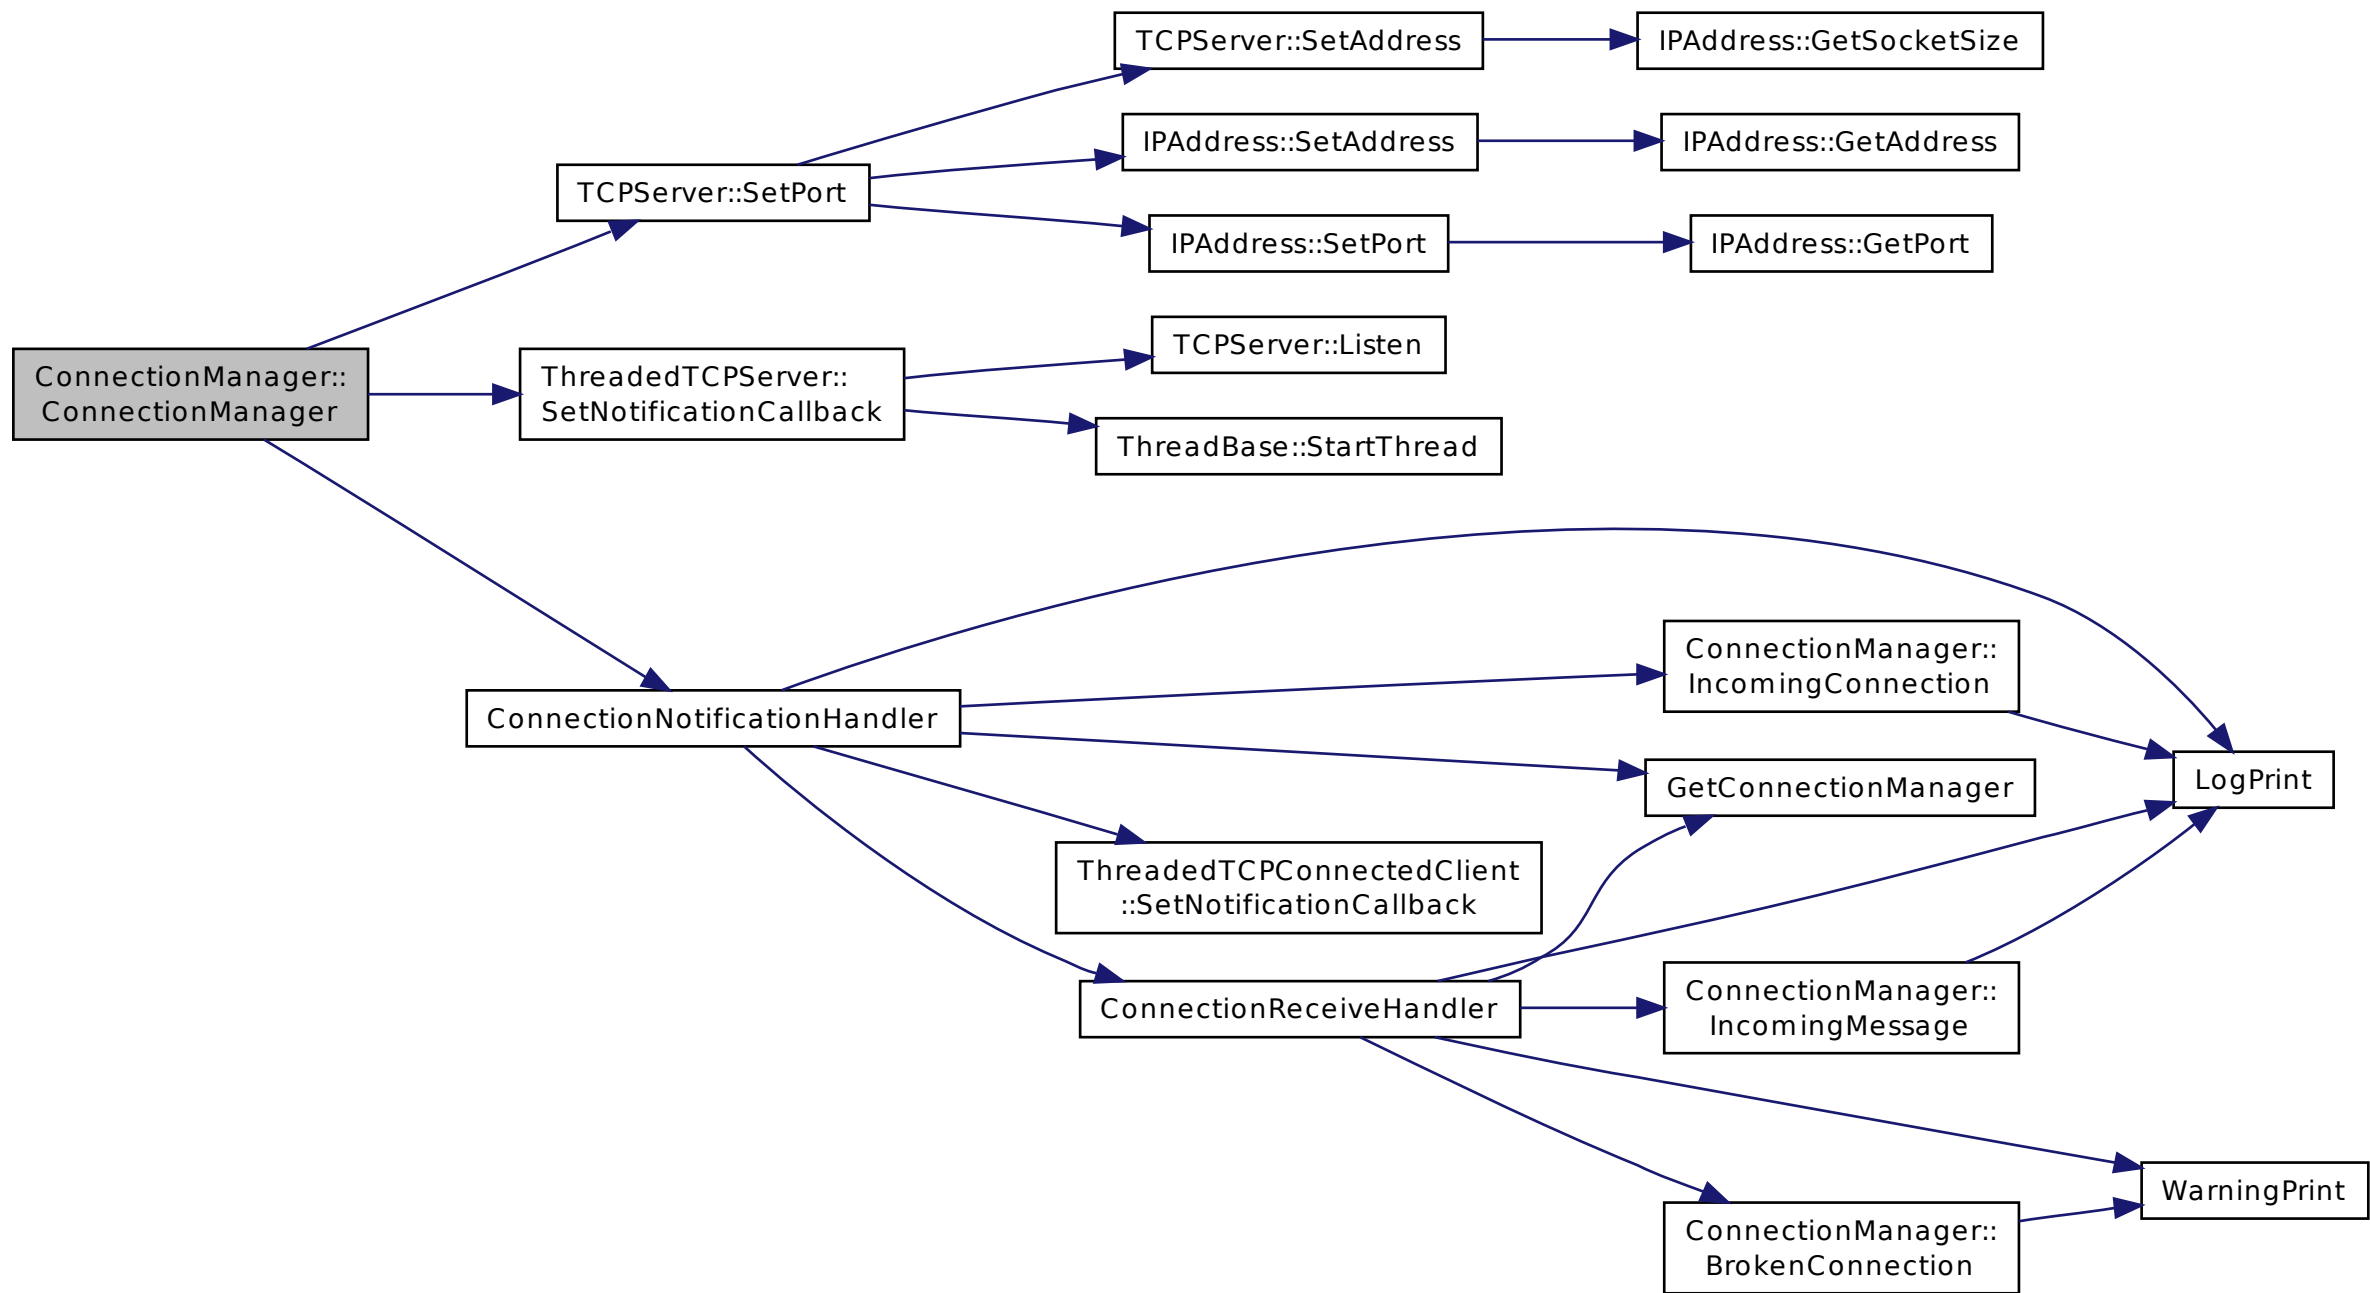 TCPServer::SetAddress
IPAddress::GetSocketSize
IPAddress::SetAddress
IPAddress::GetAddress
TCPServer::SetPort
IPAddress::SetPort
IPAddress::GetPort
TCPServer::Listen
ConnectionManager::
ConnectionManager
ThreadedTCPServer::
SetNotificationCallback
ThreadBase::StartThread
ConnectionManager::
IncomingConnection
ConnectionNotificationHandler
GetConnectionManager
LogPrint
ThreadedTCPConnectedClient
::SetNotificationCallback
ConnectionReceiveHandler
ConnectionManager::
IncomingMessage
WarningPrint
ConnectionManager::
BrokenConnection